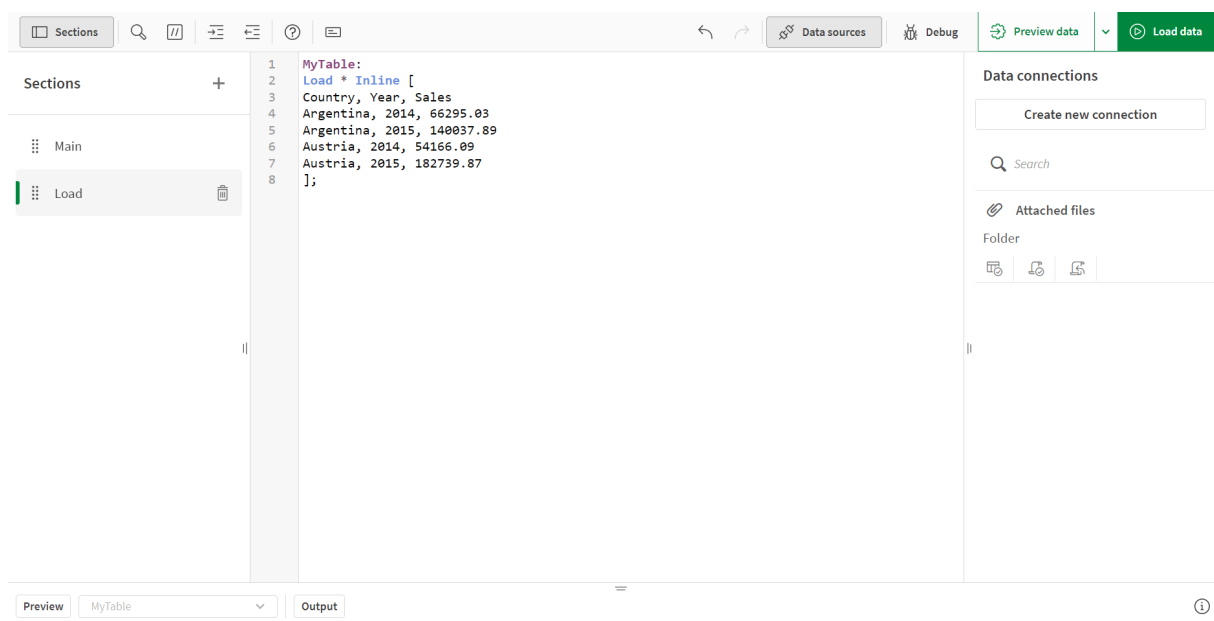 Sections
//
Data sources
Debug
Preview data
Load data
Sections
Main
Load
1 MyTable:
2 Load * Inline [
3 Country, Year, Sales
4 Argentina, 2014, 66295.03
5 Argentina, 2015, 140037.89
6 Austria, 2014, 54166.09
7 Austria, 2015, 182739.87
8 ];
Data connections
Create new connection
Search
Attached files
Folder
Preview
MyTable
Output